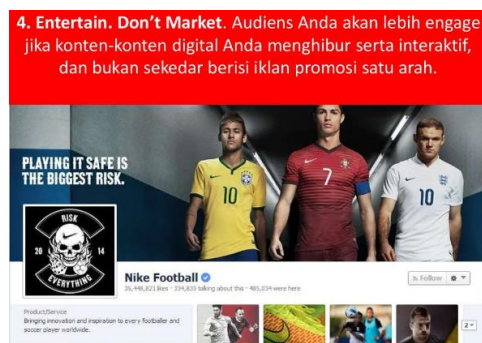 4. Entertain. Don’t Market. Audiens Anda akan lebih engage
jika konten-konten digital Anda menghibur serta interaktif,
dan bukan sekedar berisi iklan promosi satu arah.
PLAYING IT SAFE IS
THE BIGGEST RISK.
10
7
10
RISK
20 14
EVERYTHING
Nike Football
Follow
Product/Service
Bringing innovation and inspiration to every footballer and
soccer player worldwide.
2